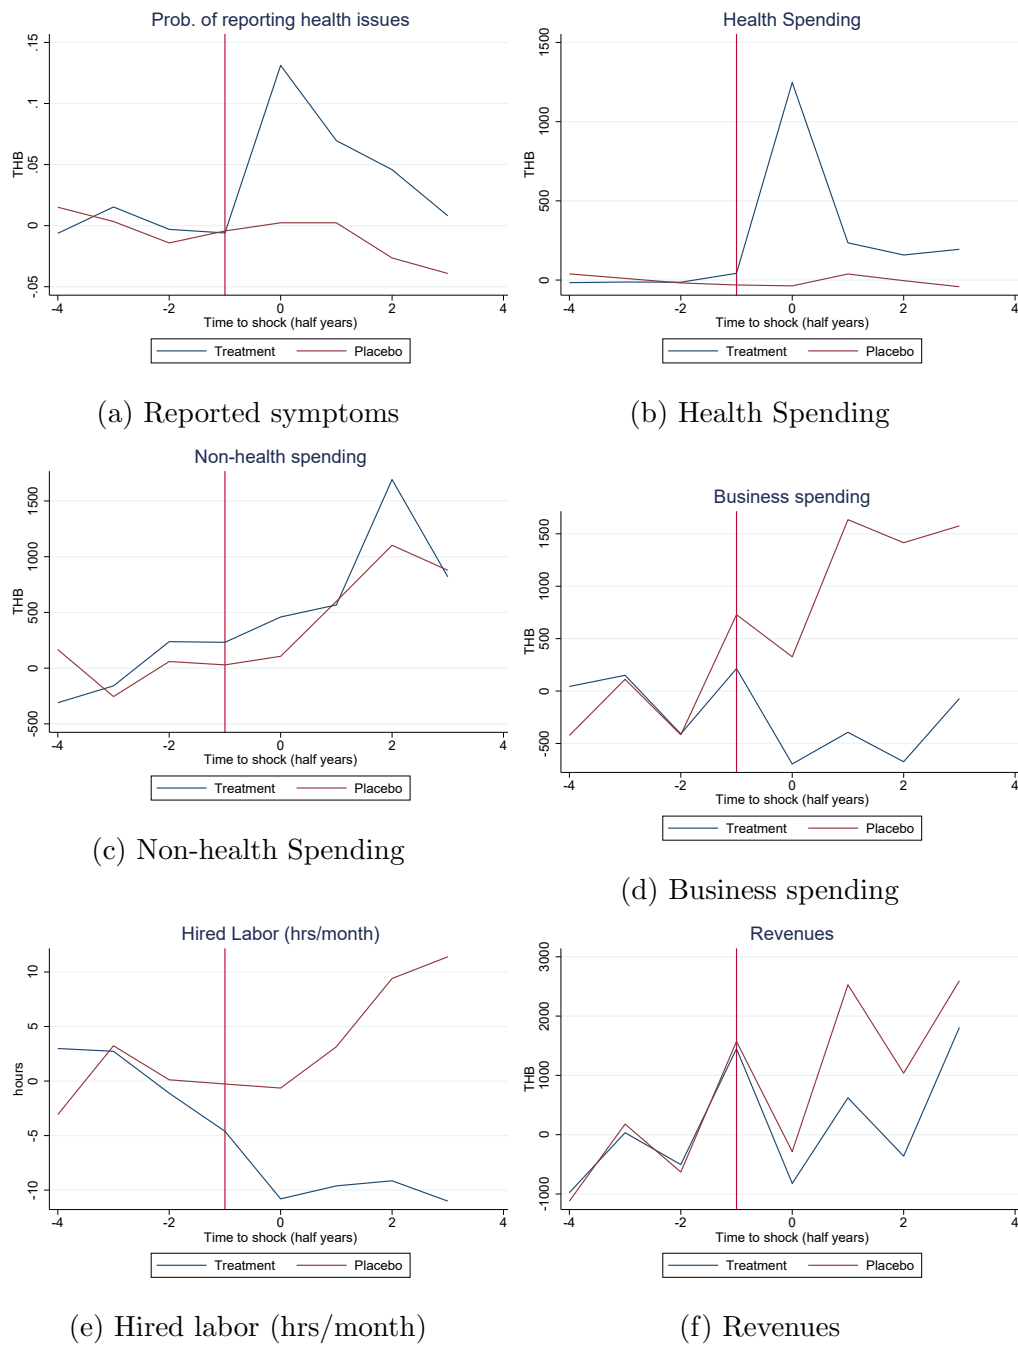 Prob. of reporting health issues
.15
.1
.05
0
-.05
THB
-4 -2 0 2 4
Time to shock (half years)
Treatment Placebo
(a) Reported symptoms
Health Spending
1500
1000
500
0
THB
-4 -2 0 2 4
Time to shock (half years)
Treatment Placebo
(b) Health Spending
Non-health spending
1500
1000
500
0
-500
THB
-4 -2 0 2 4
Time to shock (half years)
Treatment Placebo
(c) Non-health Spending
Business spending
1500
1000
500
0
-500
THB
-4 -2 0 2 4
Time to shock (half years)
Treatment Placebo
(d) Business spending
Hired Labor (hrs/month)
10
5
0
-5
-10
hours
-4 -2 0 2 4
Time to shock (half years)
Treatment Placebo
(e) Hired labor (hrs/month)
Revenues
3000
2000
1000
0
-1000
THB
-4 -2 0 2 4
Time to shock (half years)
Treatment Placebo
(f) Revenues